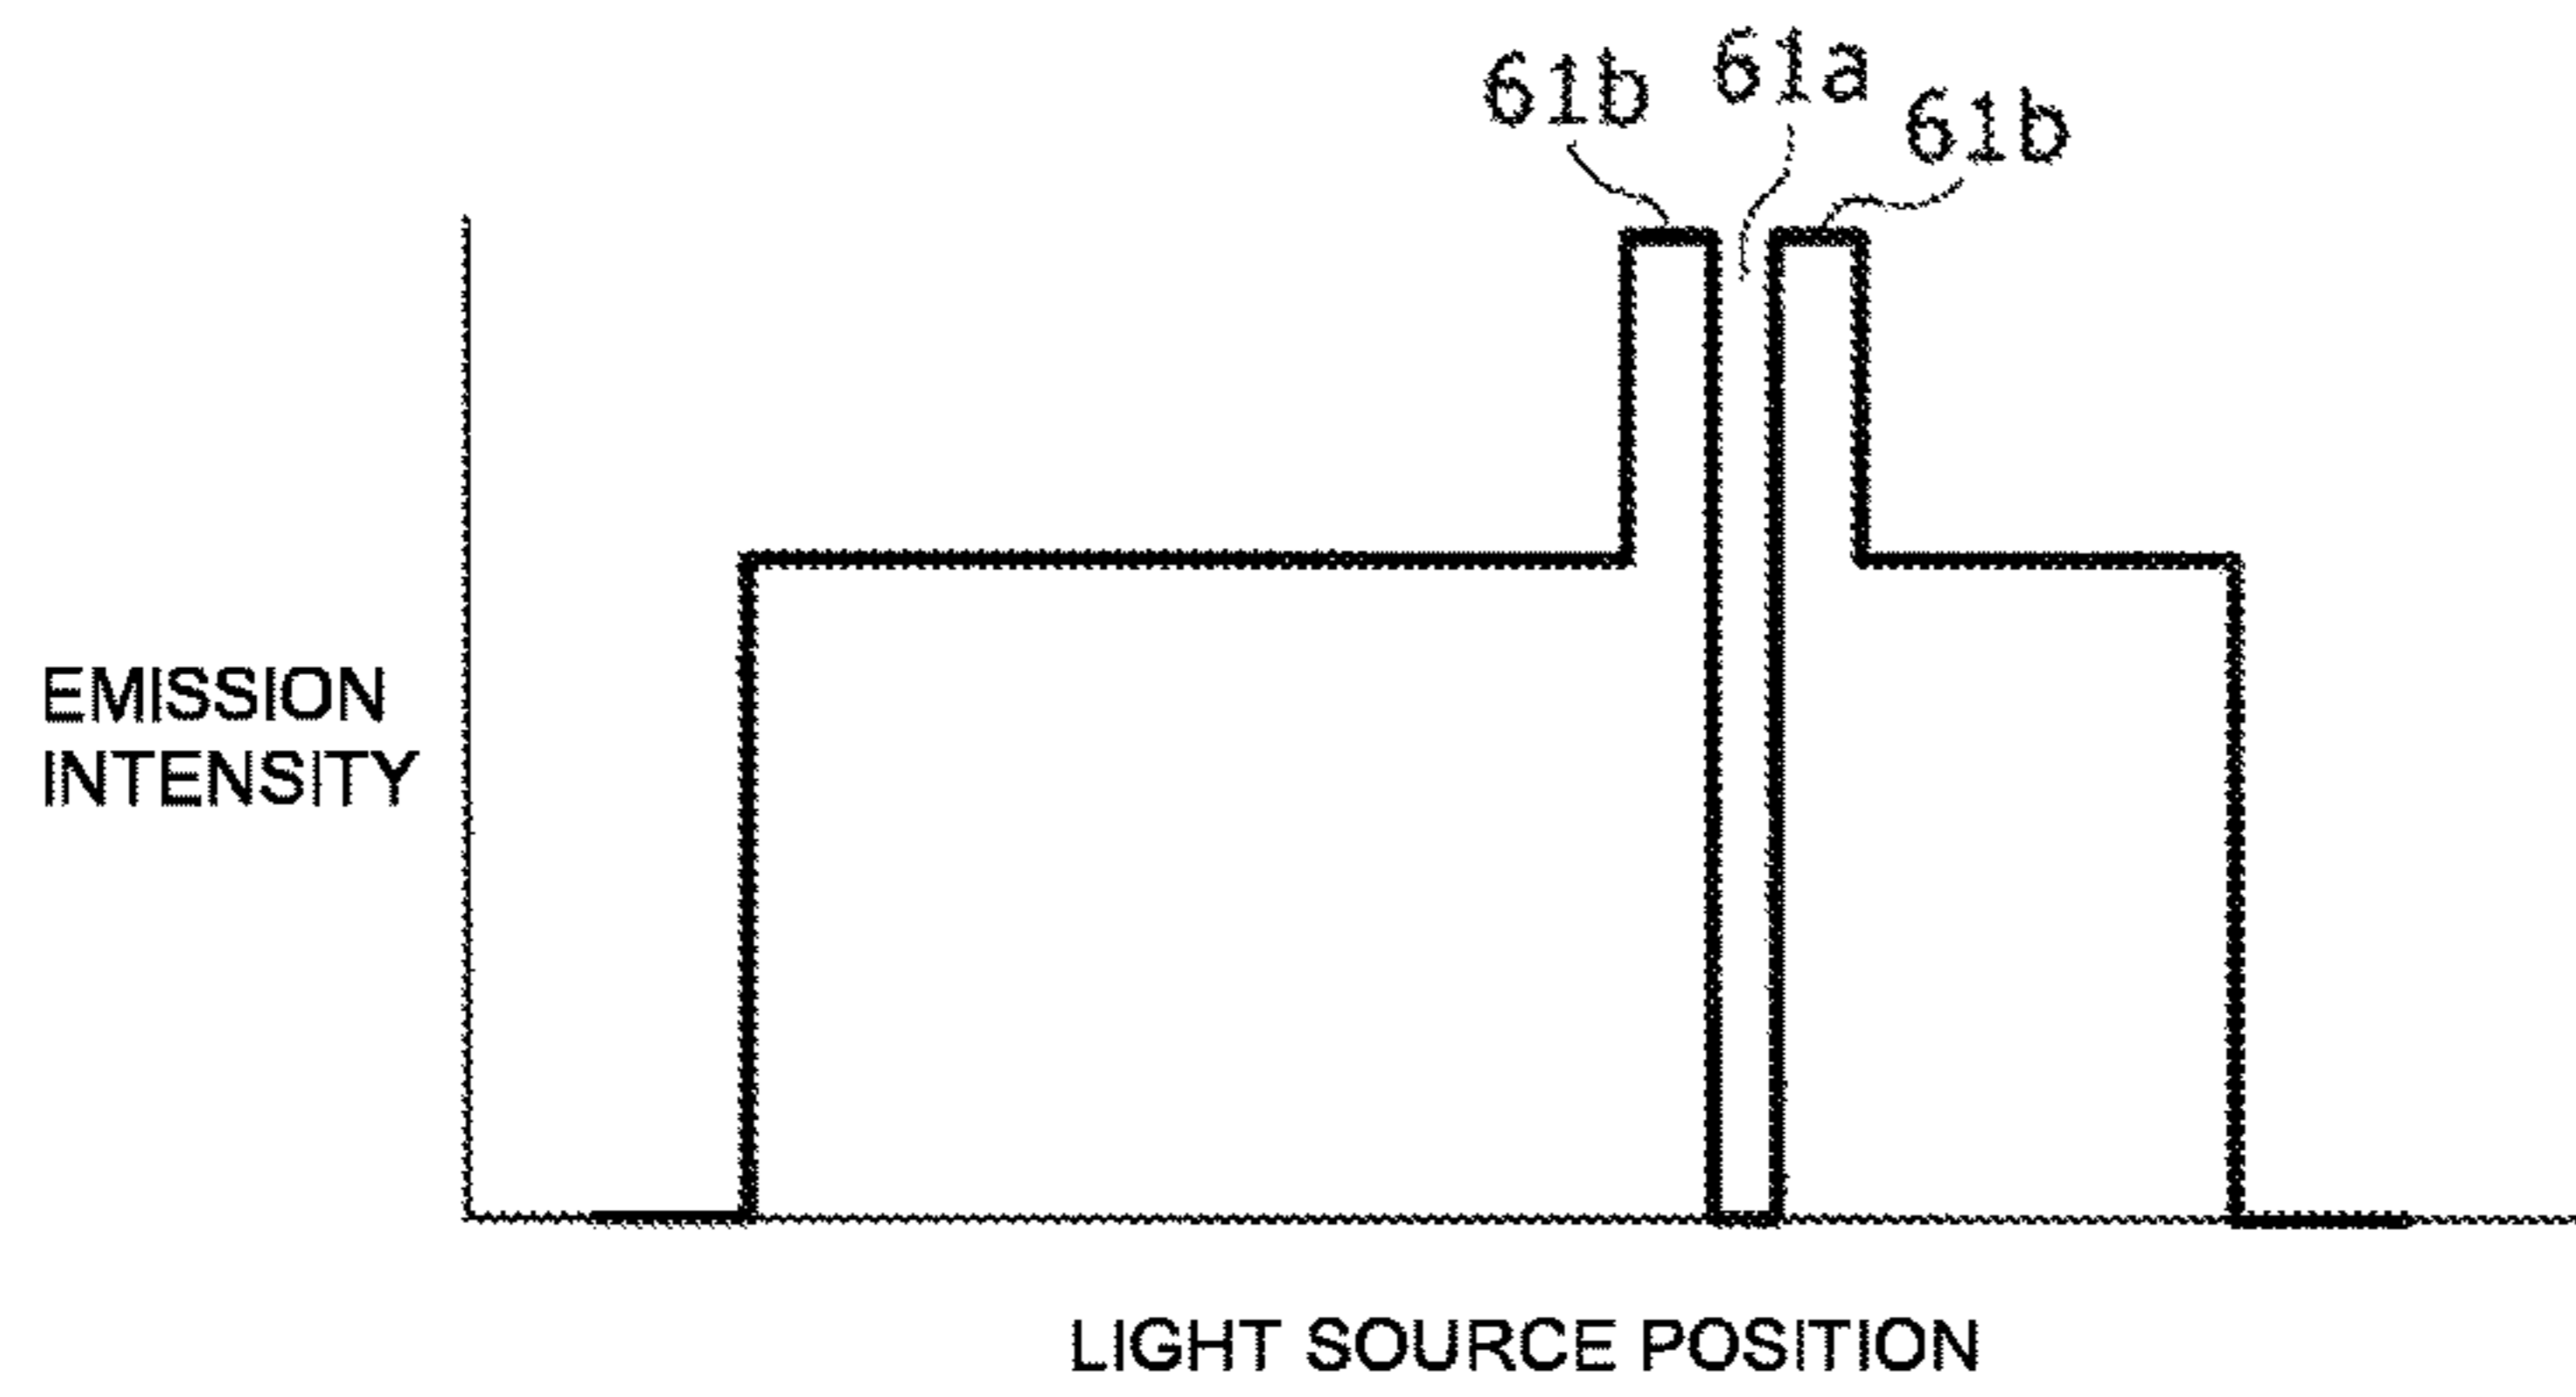 61b
61a
61b
EMISSION
INTENSITY
LIGHT SOURCE POSITION